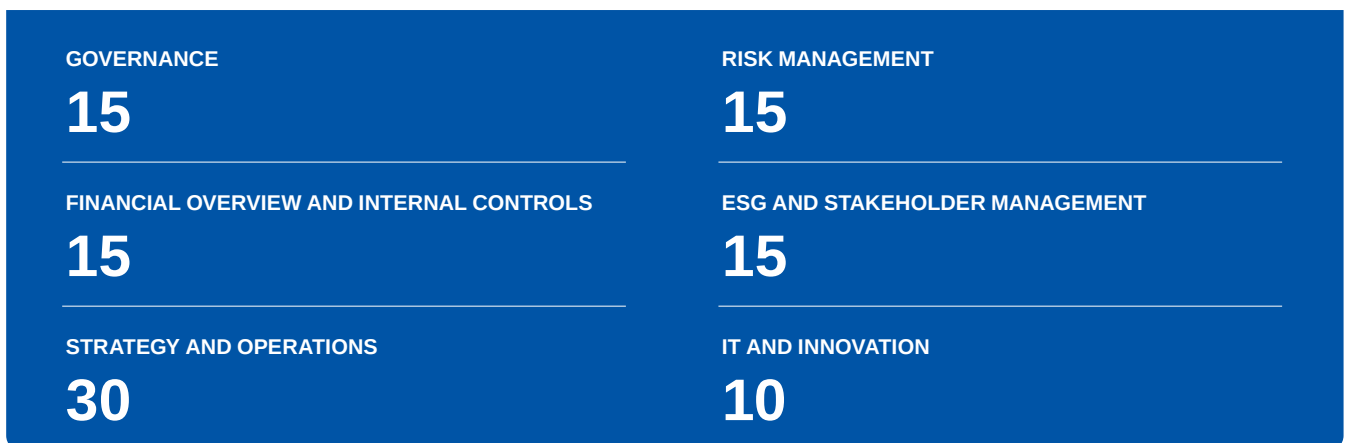 GOVERNANCE
15
RISK MANAGEMENT
15
FINANCIAL OVERVIEW AND INTERNAL CONTROLS
15
ESG AND STAKEHOLDER MANAGEMENT
15
STRATEGY AND OPERATIONS
30
IT AND INNOVATION
10